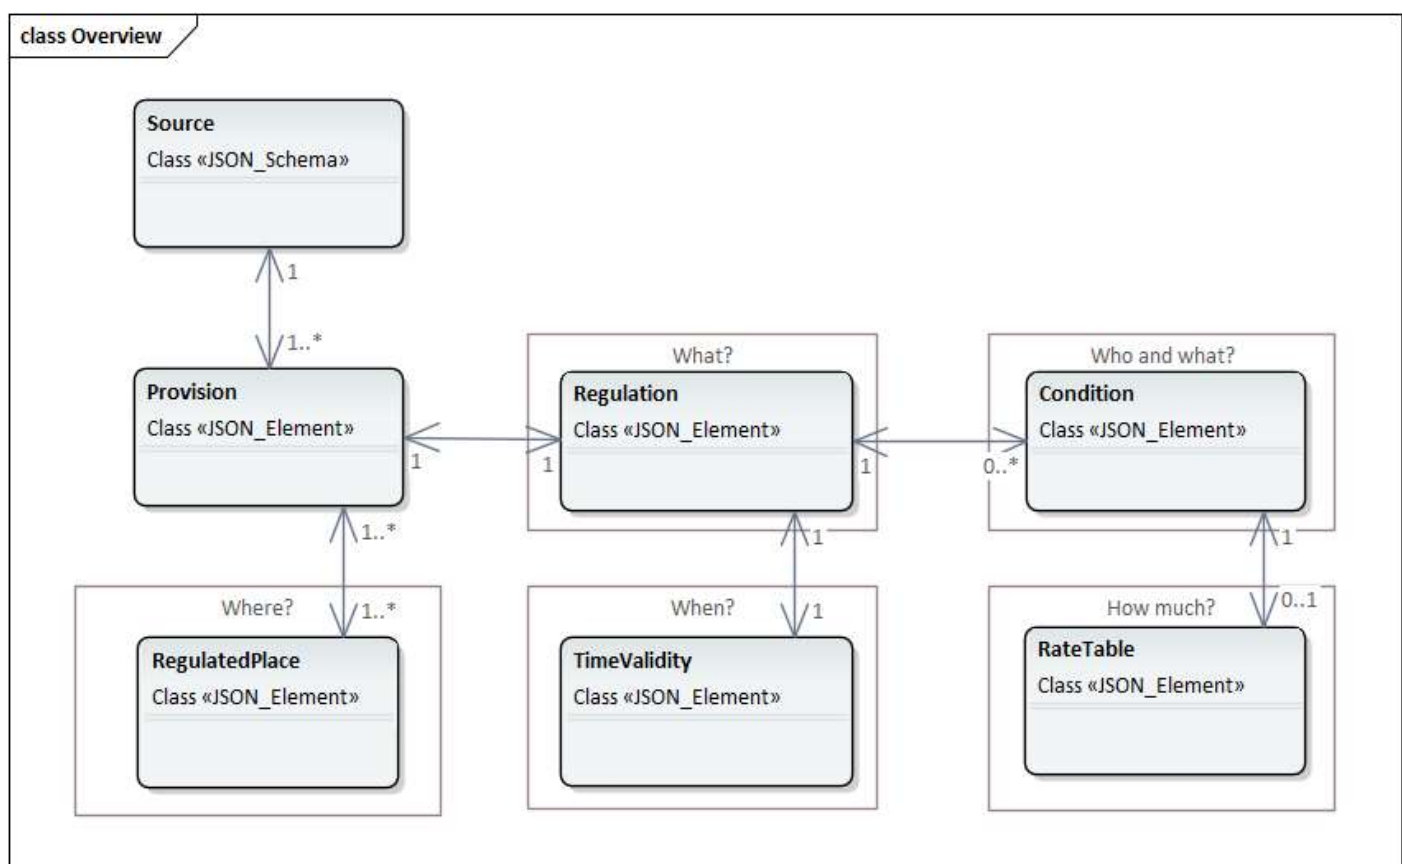 class Overview
Source
Class «JSON_Schema»
1
1..*
What?
Who and what?
Provision
Class «JSON_Element»
Regulation
Class «JSON_Element»
Condition
Class «JSON_Element»
1
1
1
0..*
1..*
1
1
Where?
1..*
When?
1
How much?
0..1
RegulatedPlace
Class «JSON_Element»
TimeValidity
Class «JSON_Element»
RateTable
Class «JSON_Element»